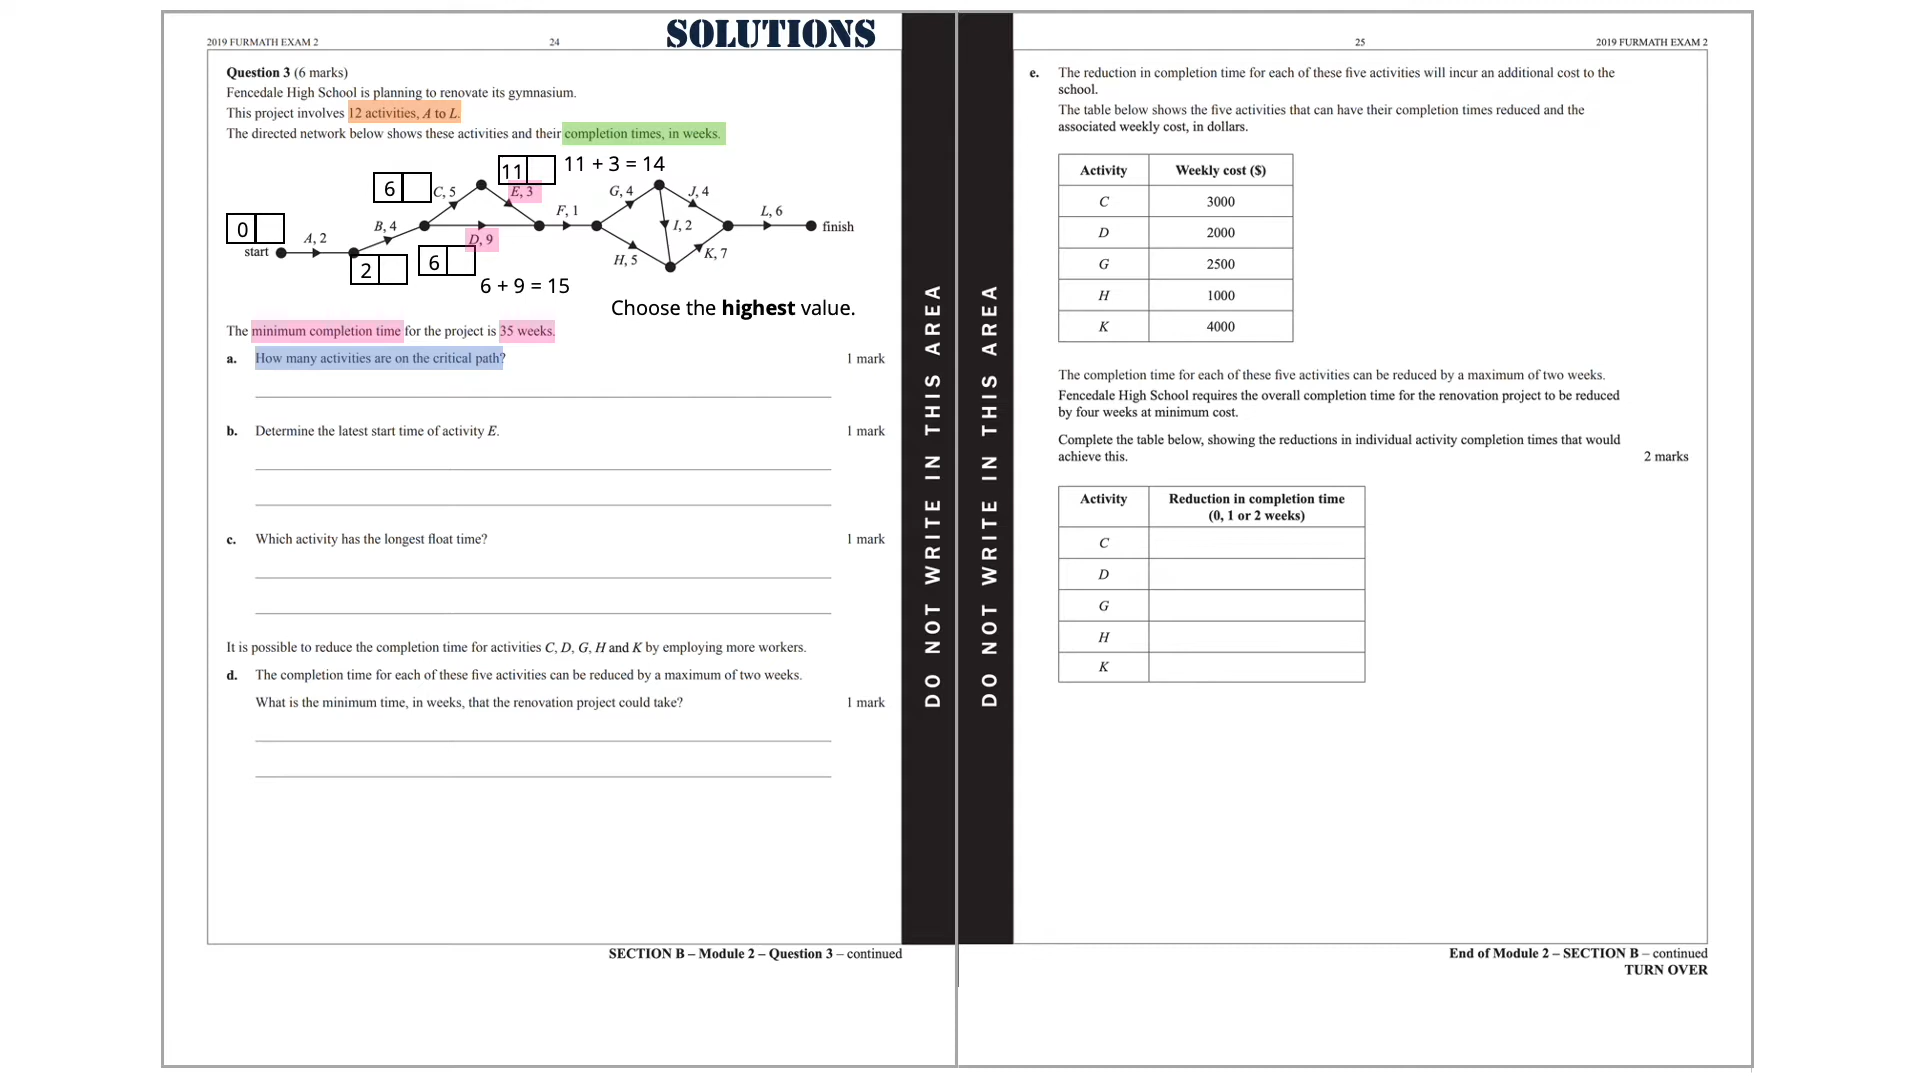 SOLUTIONS
2019 FURMATH EXAM 2
24
Question 3 (6 marks)
Fencedale High School is planning to renovate its gymnasium.
This project involves 12 activities, A to L.
The directed network below shows these activities and their completion times, in weeks.
11
11 + 3 = 14
6
C, 5
E, 3
G, 4
J, 4
0
B, 4
F, 1
I, 2
L, 6
finish
A, 2
D, 9
start
H, 5
K, 7
2
6
6 + 9 = 15
Choose the highest value.
The minimum completion time for the project is 35 weeks.
a. How many activities are on the critical path? 1 mark
b. Determine the latest start time of activity E. 1 mark
c. Which activity has the longest float time? 1 mark
It is possible to reduce the completion time for activities C, D, G, H and K by employing more workers.
d. The completion time for each of these five activities can be reduced by a maximum of two weeks.
What is the minimum time, in weeks, that the renovation project could take? 1 mark
SECTION B – Module 2 – Question 3 – continued
DO NOT WRITE IN THIS AREA
DO NOT WRITE IN THIS AREA
25
2019 FURMATH EXAM 2
e. The reduction in completion time for each of these five activities will incur an additional cost to the
school.
The table below shows the five activities that can have their completion times reduced and the
associated weekly cost, in dollars.
Activity Weekly cost ($)
C 3000
D 2000
G 2500
H 1000
K 4000
The completion time for each of these five activities can be reduced by a maximum of two weeks.
Fencedale High School requires the overall completion time for the renovation project to be reduced
by four weeks at minimum cost.
Complete the table below, showing the reductions in individual activity completion times that would
achieve this. 2 marks
Activity Reduction in completion time
(0, 1 or 2 weeks)
C
D
G
H
K
End of Module 2 – SECTION B – continued
TURN OVER